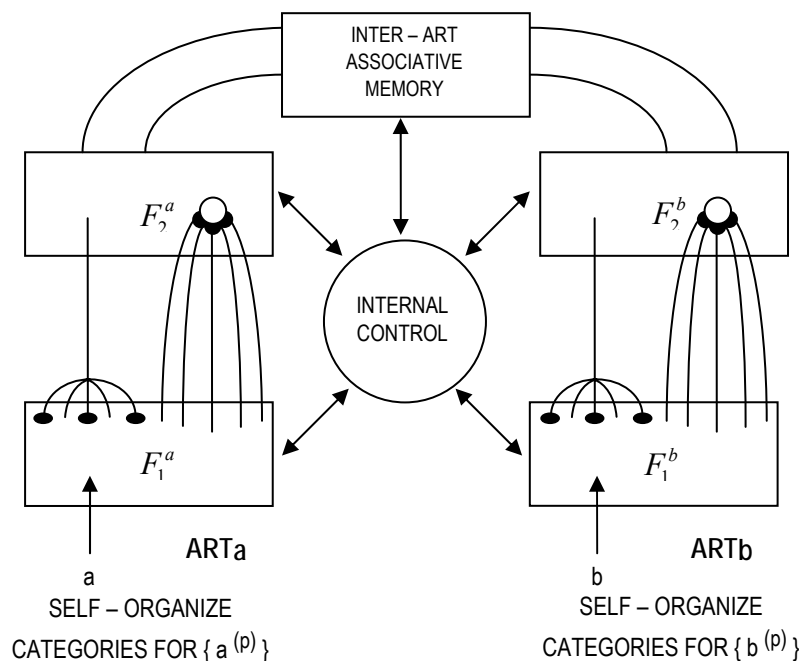 INTER – ART
ASSOCIATIVE
MEMORY
F₂ᵃ
F₂ᵇ
INTERNAL
CONTROL
F₁ᵃ
F₁ᵇ
ARTa
ARTb
a
b
SELF – ORGANIZE
CATEGORIES FOR { a ⁽ᵖ⁾ }
SELF – ORGANIZE
CATEGORIES FOR { b ⁽ᵖ⁾ }